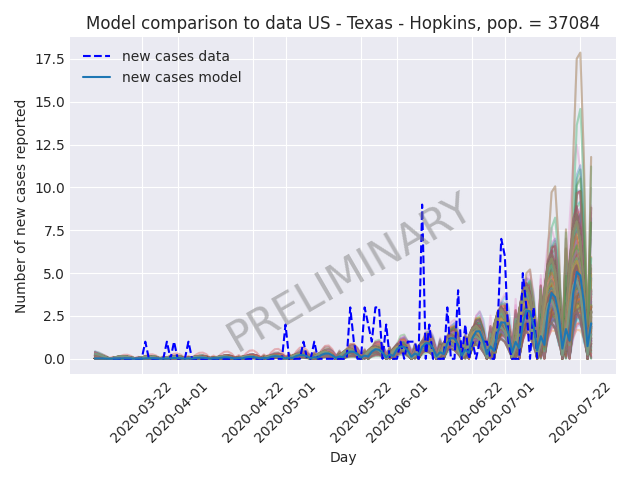 Model comparison to data US - Texas - Hopkins, pop. = 37084
new cases data
new cases model
PRELIMINARY
Number of new cases reported
17.5
15.0
12.5
10.0
7.5
5.0
2.5
0.0
2020-03-22
2020-04-01
2020-04-22
2020-05-01
2020-05-22
2020-06-01
2020-06-22
2020-07-01
2020-07-22
Day